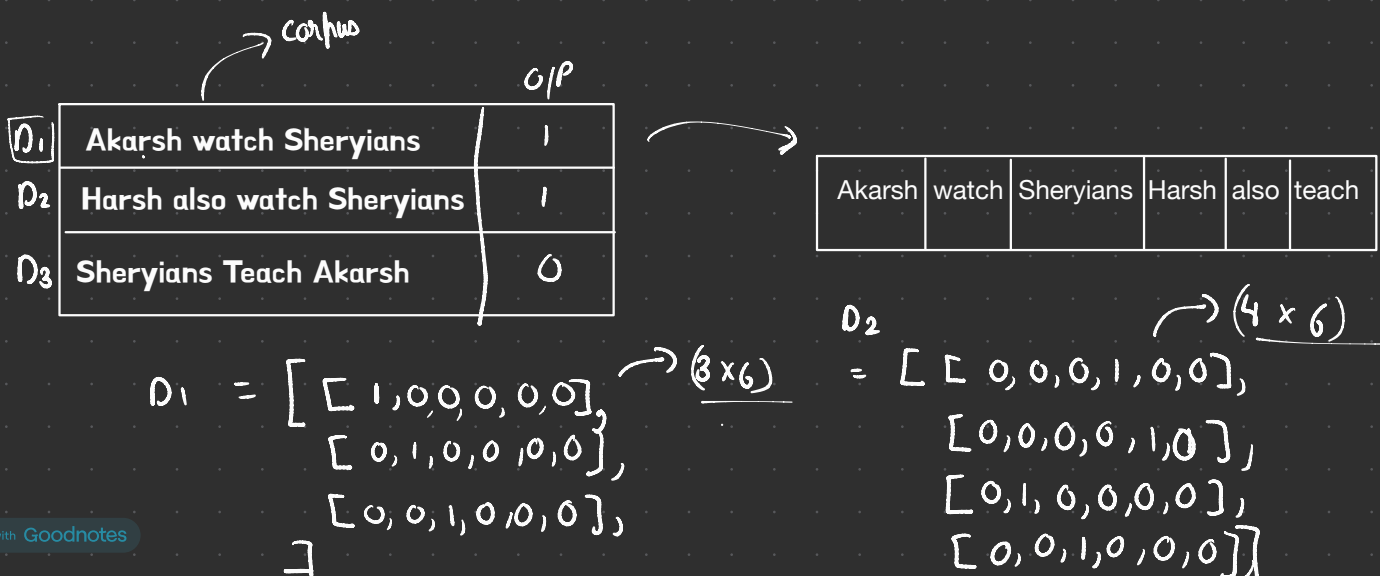 corpus
O/P
D1 Akarsh watch Sheryians 1
D2 Harsh also watch Sheryians 1
D3 Sheryians Teach Akarsh 0
Akarsh watch Sheryians Harsh also teach
D1 = [ [ 1,0,0,0,0,0],
[ 0,1,0,0,0,0],
[ 0,0,1,0,0,0],
]
(3 x 6)
D2
(4 x 6)
= [ [ 0,0,0,1,0,0],
[0,0,0,0,1,0],
[0,1,0,0,0,0],
[ 0,0,1,0,0,0]]
with Goodnotes